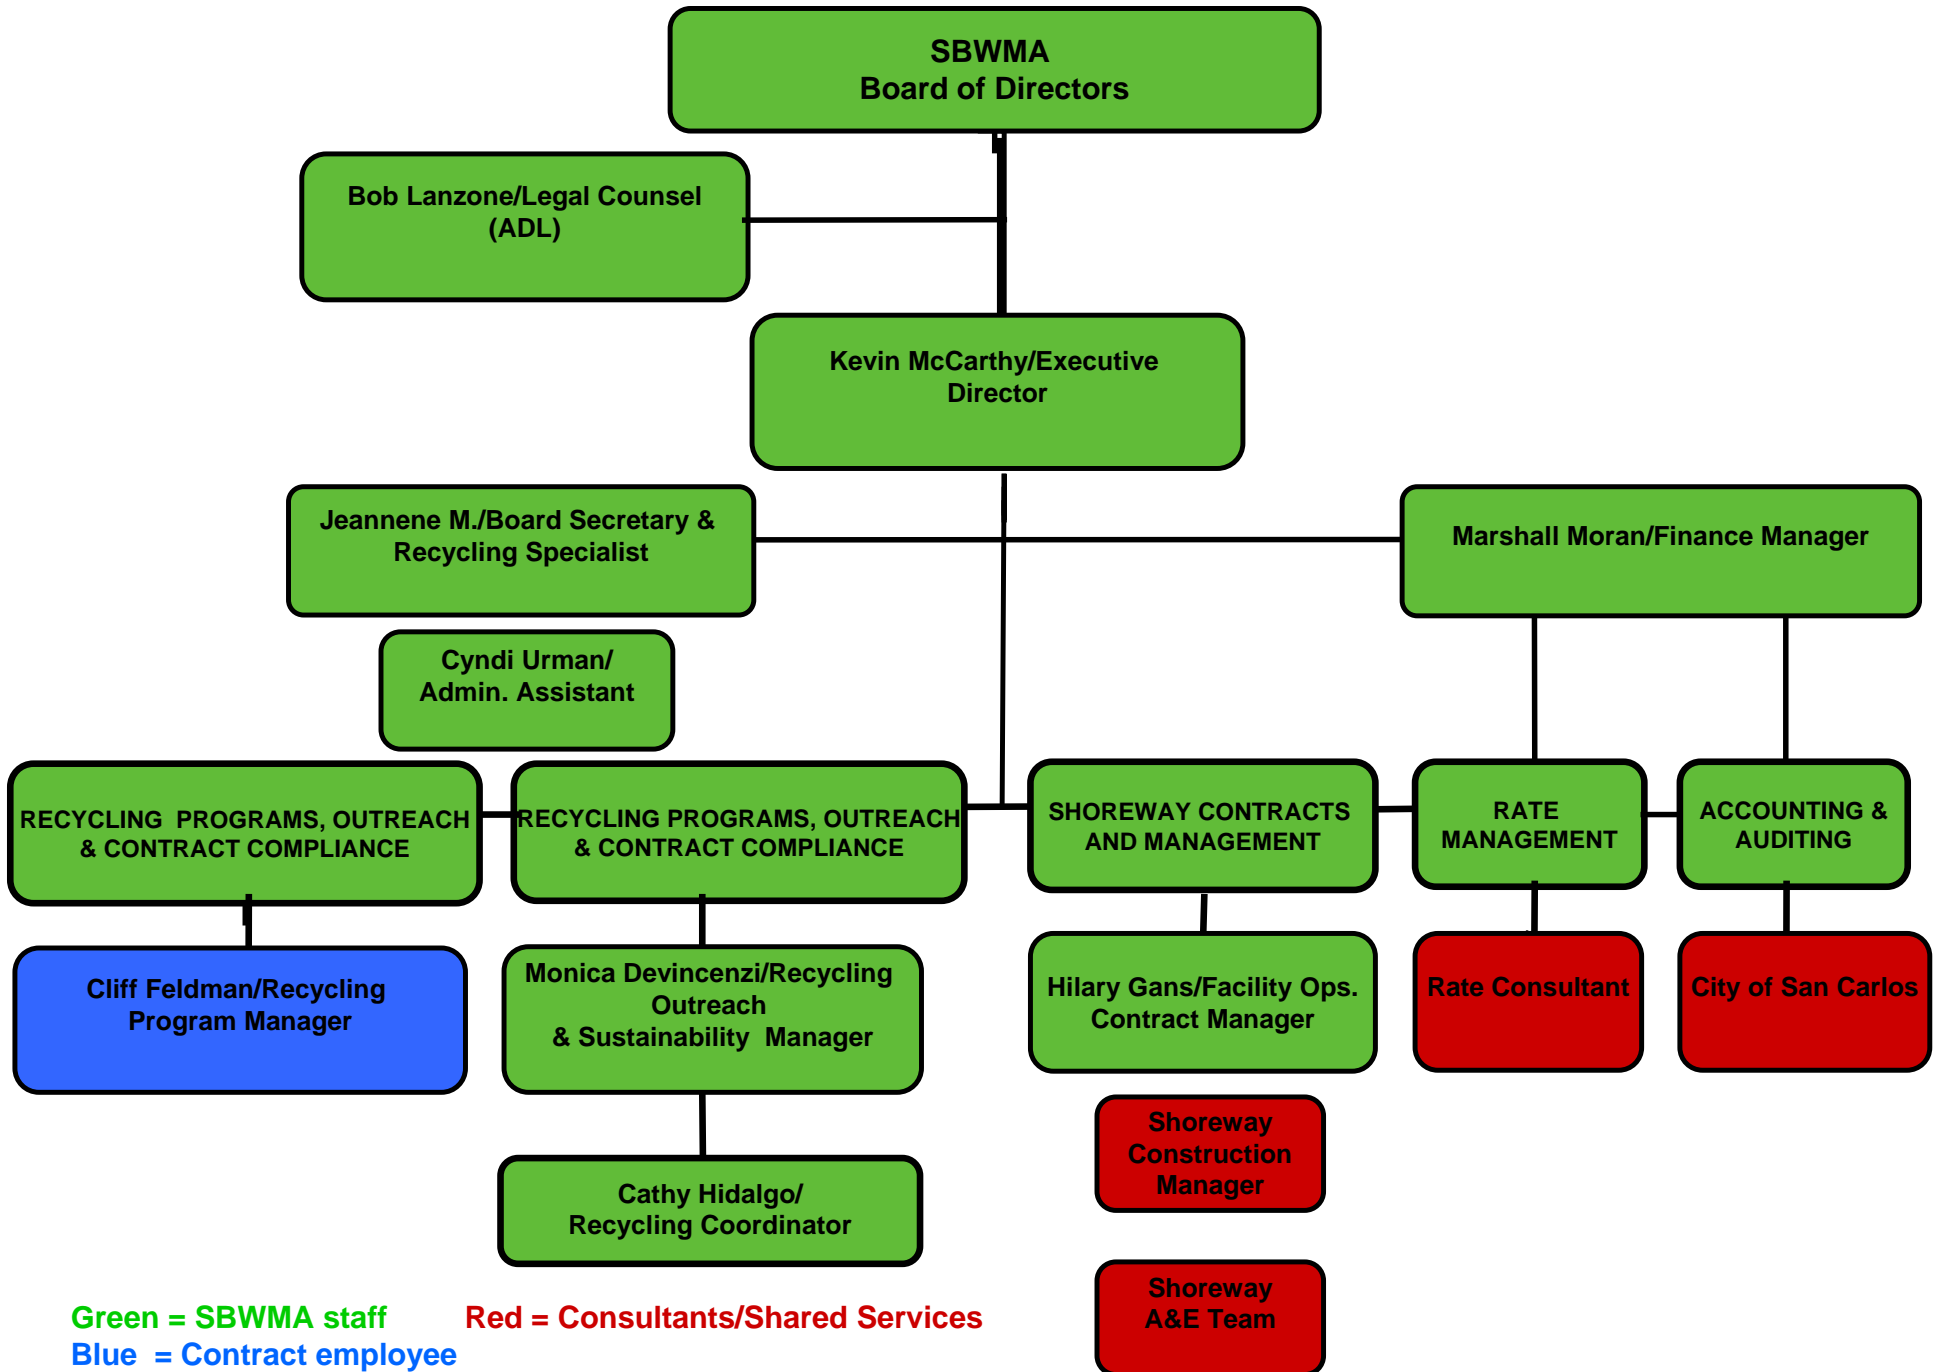 SBWMA
Board of Directors
Bob Lanzone/Legal Counsel
(ADL)
Kevin McCarthy/Executive
Director
Jeannene M./Board Secretary &
Recycling Specialist
Marshall Moran/Finance Manager
Cyndi Urman/
Admin. Assistant
RECYCLING PROGRAMS, OUTREACH
& CONTRACT COMPLIANCE
RECYCLING PROGRAMS, OUTREACH
& CONTRACT COMPLIANCE
SHOREWAY CONTRACTS
AND MANAGEMENT
RATE
MANAGEMENT
ACCOUNTING &
AUDITING
Cliff Feldman/Recycling
Program Manager
Monica Devincenzi/Recycling
Outreach
& Sustainability Manager
Hilary Gans/Facility Ops.
Contract Manager
Rate Consultant
City of San Carlos
Shoreway
Construction
Manager
Cathy Hidalgo/
Recycling Coordinator
Shoreway
A&E Team
Green = SBWMA staff
Red = Consultants/Shared Services
Blue = Contract employee